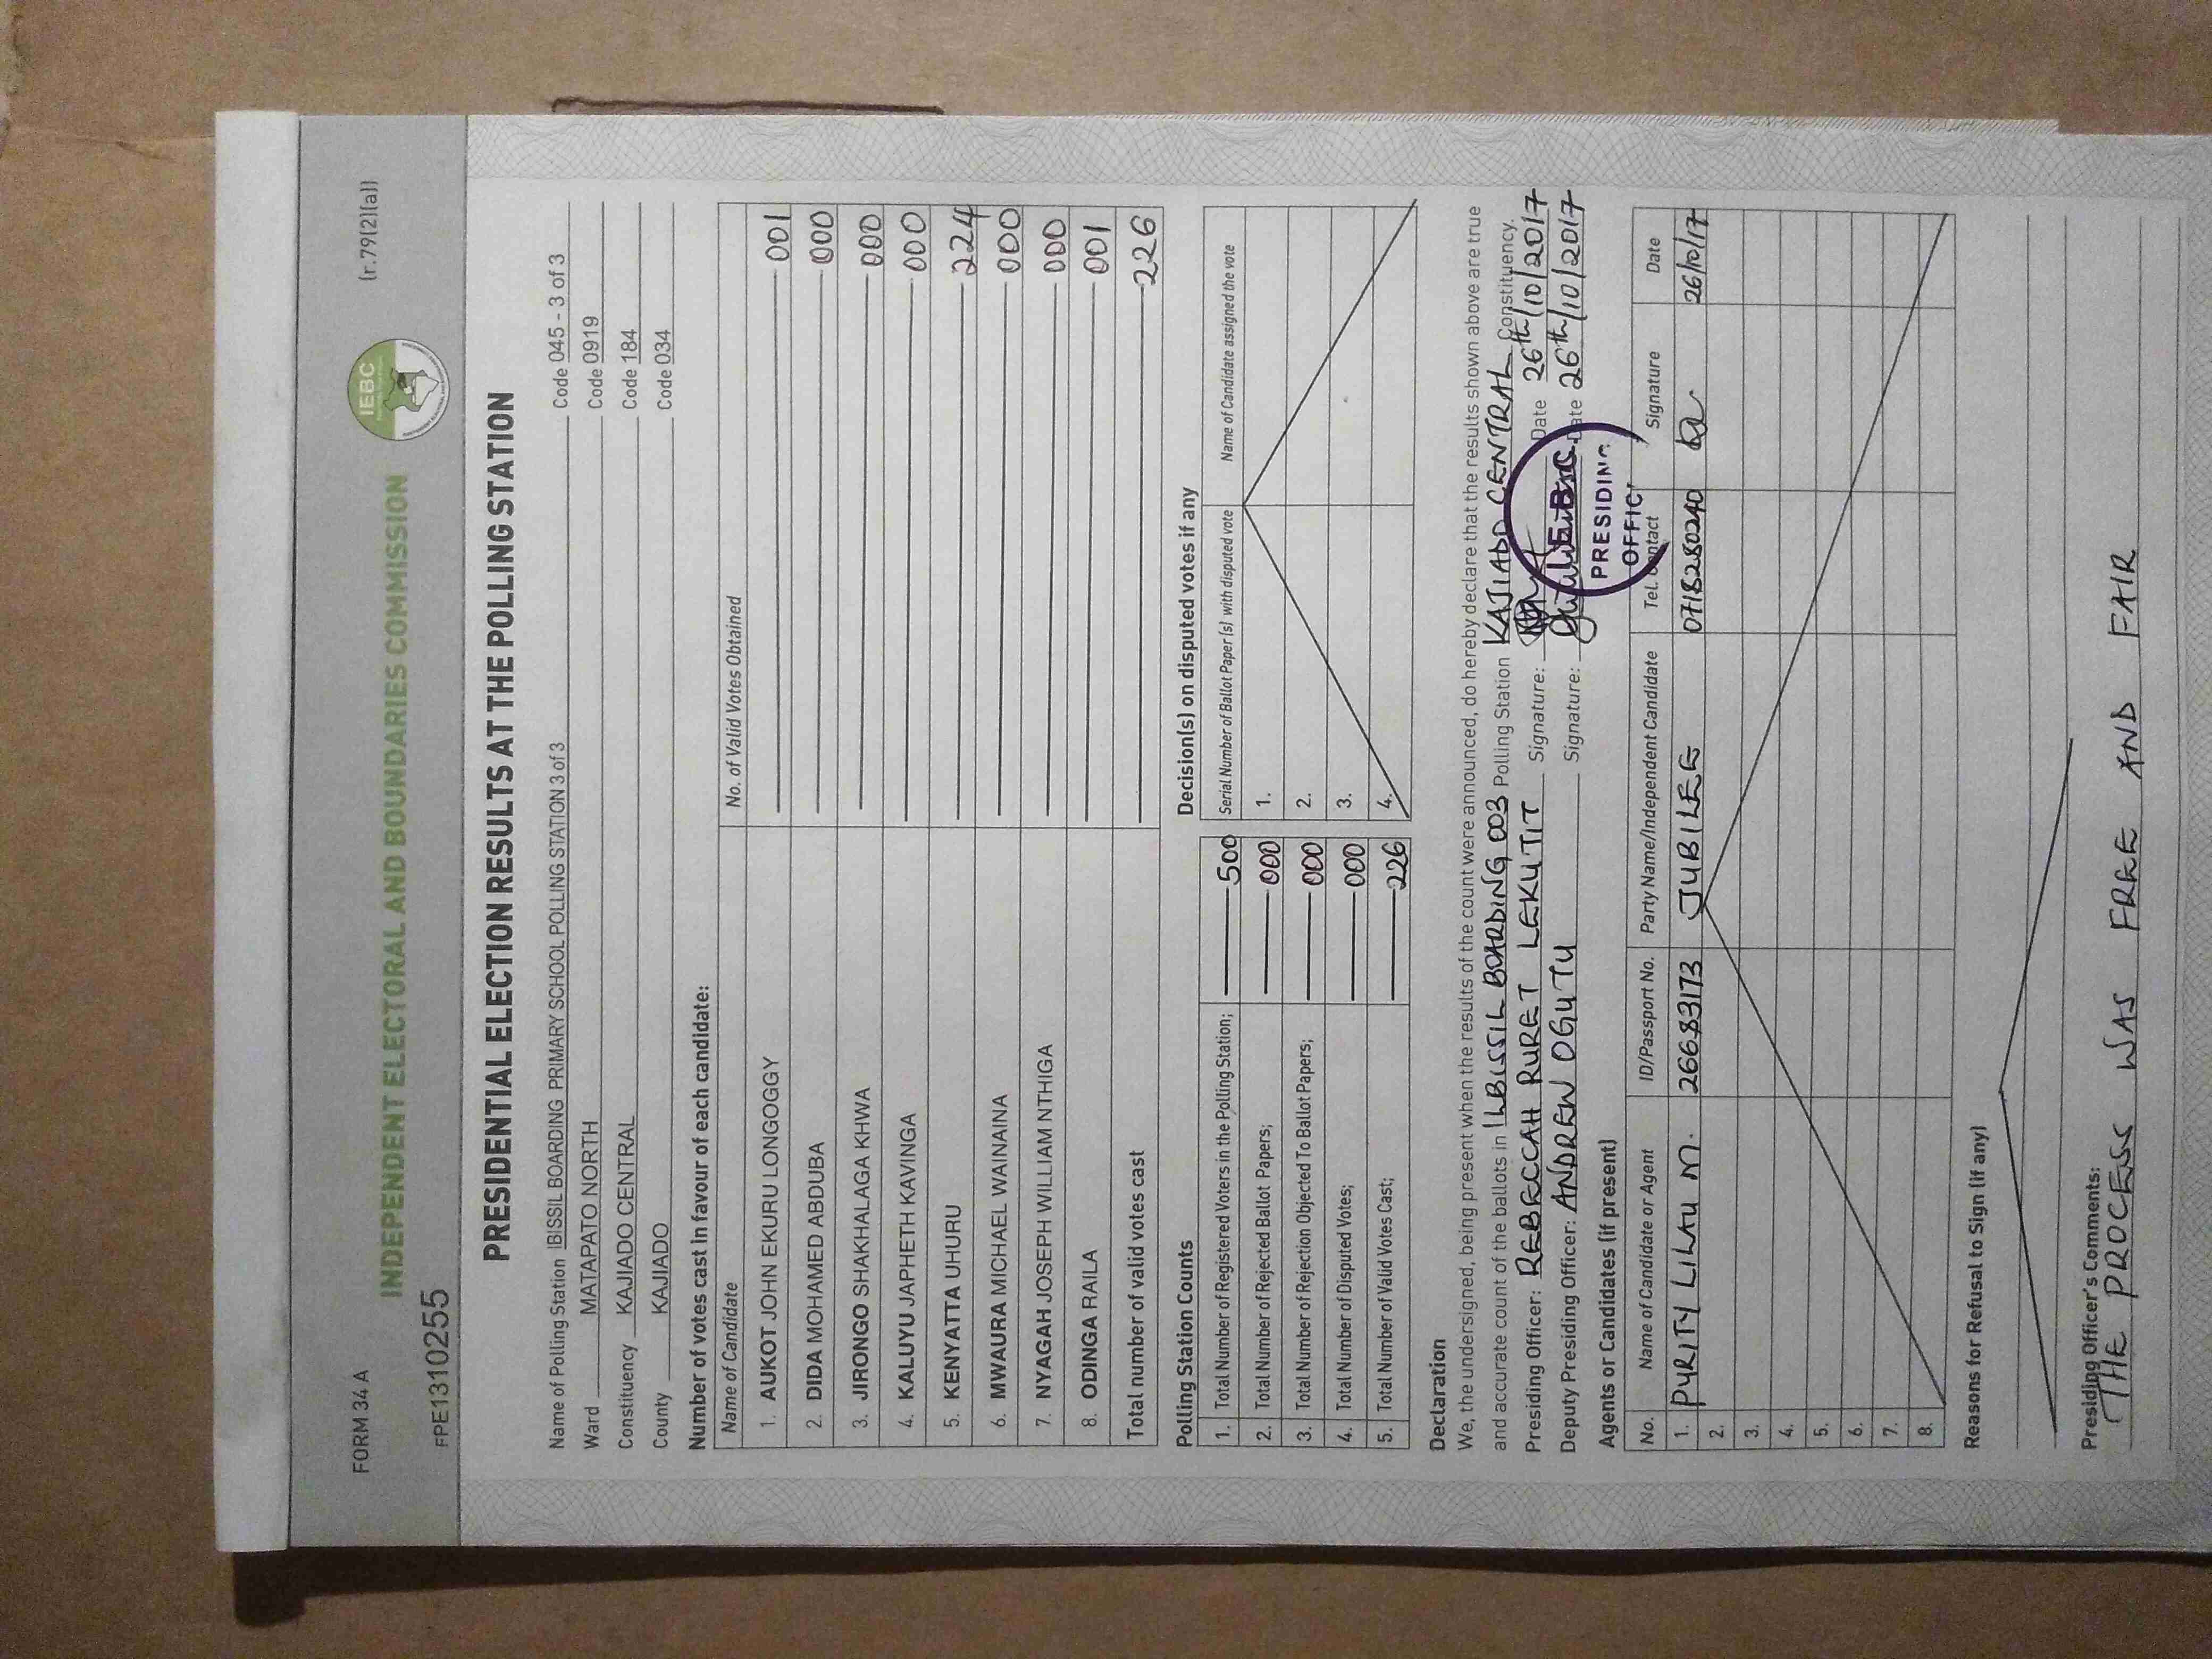 FORM 34 A
(r.79(2)(a))
INDEPENDENT ELECTORAL AND BOUNDARIES COMMISSION
IEBC
FPE1310255
PRESIDENTIAL ELECTION RESULTS AT THE POLLING STATION
Name of Polling Station IBISSIL BOARDING PRIMARY SCHOOL POLLING STATION 3 of 3 Code 045 - 3 of 3
Ward MATAPATO NORTH Code 0919
Constituency KAJIADO CENTRAL Code 184
County KAJIADO Code 034
Number of votes cast in favour of each candidate:
Name of Candidate No. of Valid Votes Obtained
1. AUKOT JOHN EKURU LONGOGGY 001
2. DIDA MOHAMED ABDUBA 000
3. JIRONGO SHAKHALAGA KHWA 000
4. KALUYU JAPHETH KAVINGA 000
5. KENYATTA UHURU 224
6. MWAURA MICHAEL WAINAINA 000
7. NYAGAH JOSEPH WILLIAM NTHIGA 000
8. ODINGA RAILA 001
Total number of valid votes cast 226
Polling Station Counts
1. Total Number of Registered Voters in the Polling Station; 500
2. Total Number of Rejected Ballot Papers; 000
3. Total Number of Rejection Objected To Ballot Papers; 000
4. Total Number of Disputed Votes; 000
5. Total Number of Valid Votes Cast; 226
Decision(s) on disputed votes if any
Serial Number of Ballot Paper (s) with disputed vote Name of Candidate assigned the vote
1.
2.
3.
4.
Declaration
We, the undersigned, being present when the results of the count were announced, do hereby declare that the results shown above are true
and accurate count of the ballots in ILBISSIL BOARDING 003 Polling Station KAJIADO CENTRAL Constituency.
Presiding Officer: REBECCAH RURET LEKUTIT Signature: Date 26th/10/2017
Deputy Presiding Officer: ANDREW OGUTU Signature: Date 26th/10/2017
IEBC
PRESIDING
OFFIC
Agents or Candidates (if present)
No. Name of Candidate or Agent ID/Passport No. Party Name/Independent Candidate Tel. Contact Signature Date
1. PURITY LILAU M. 26683173 JUBILEE 0718280240 26/10/17
2.
3.
4.
5.
6.
7.
8.
Reasons for Refusal to Sign (if any)
Presiding Officer's Comments:
THE PROCESS WAS FREE AND FAIR